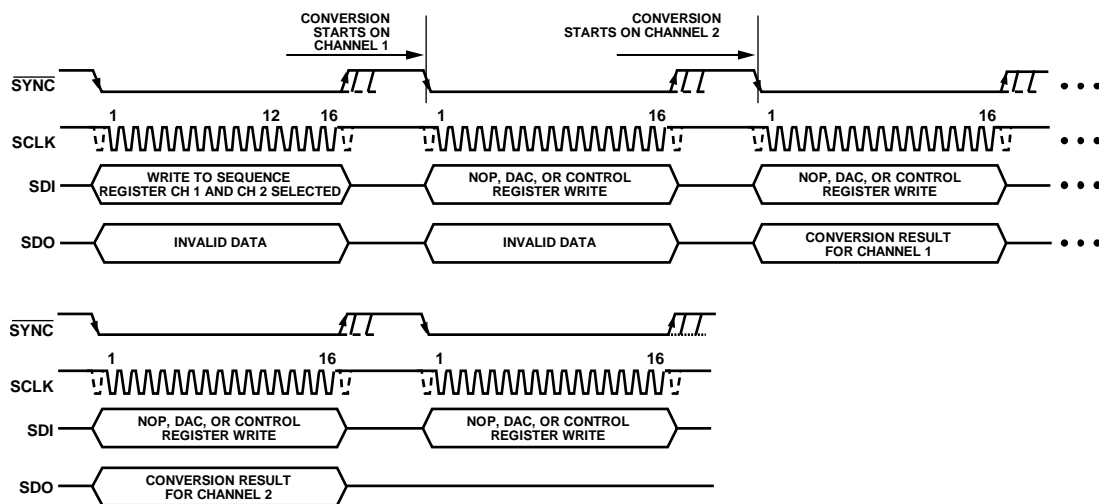 CONVERSION
STARTS ON
CHANNEL 1
CONVERSION
STARTS ON CHANNEL 2
SYNC
1 12 16 1 16 1 16
SCLK
SDI
WRITE TO SEQUENCE
REGISTER CH 1 AND CH 2 SELECTED
NOP, DAC, OR CONTROL
REGISTER WRITE
NOP, DAC, OR CONTROL
REGISTER WRITE
SDO
INVALID DATA
INVALID DATA
CONVERSION RESULT
FOR CHANNEL 1
SYNC
1 16 1 16
SCLK
SDI
NOP, DAC, OR CONTROL
REGISTER WRITE
NOP, DAC, OR CONTROL
REGISTER WRITE
SDO
CONVERSION RESULT
FOR CHANNEL 2